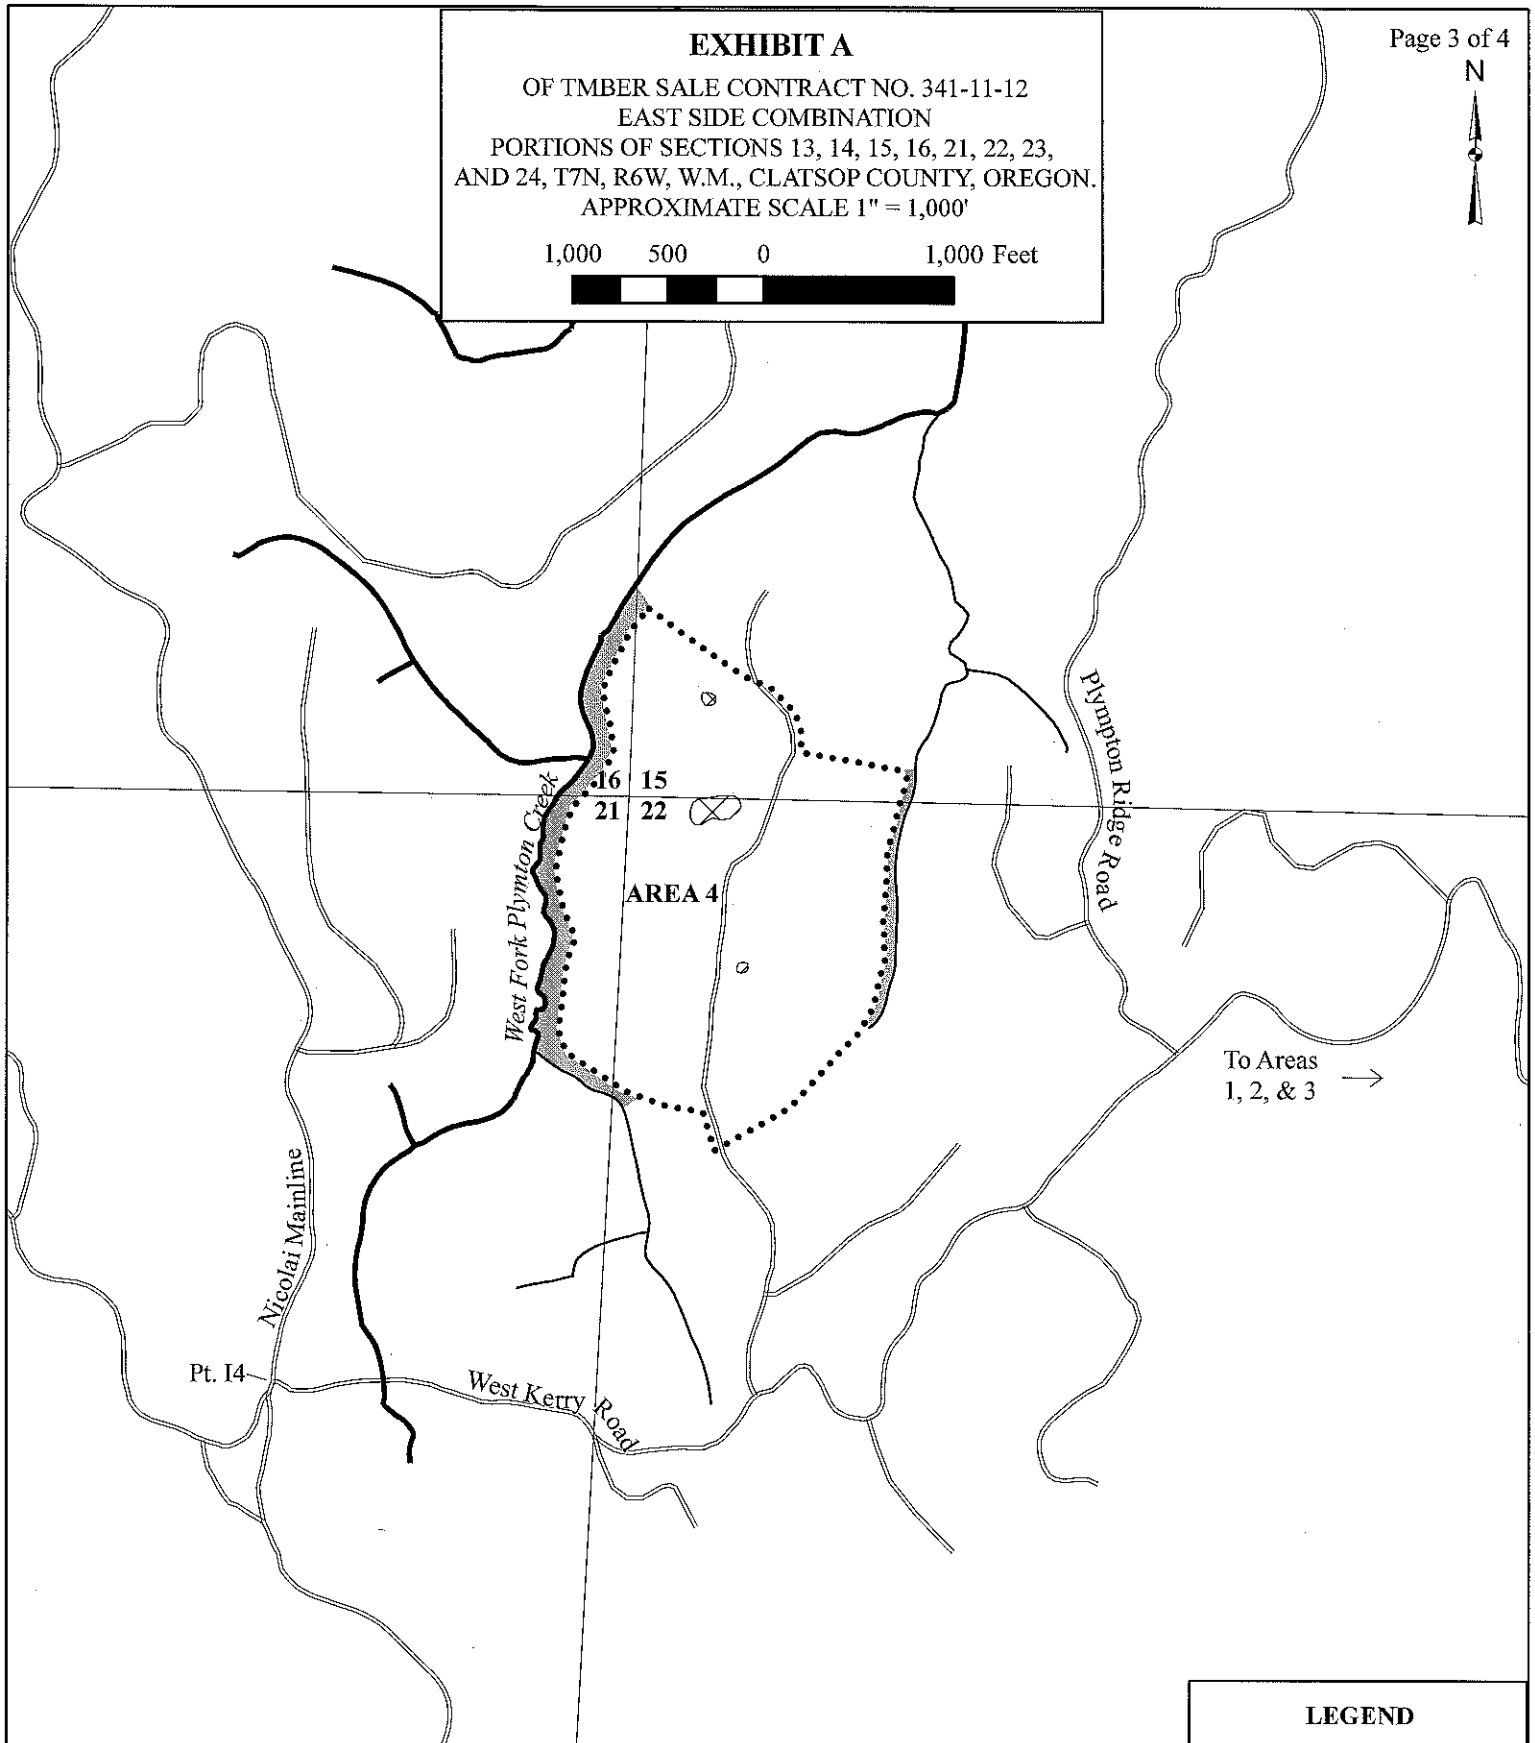 Page 3 of 4
N
EXHIBIT A
OF TMBER SALE CONTRACT NO. 341-11-12
EAST SIDE COMBINATION
PORTIONS OF SECTIONS 13, 14, 15, 16, 21, 22, 23,
AND 24, T7N, R6W, W.M., CLATSOP COUNTY, OREGON.
APPROXIMATE SCALE 1" = 1,000'
1,000 500 0 1,000 Feet
Plympton Ridge Road
16 15
21 22
West Fork Plymton Creek
AREA 4
To Areas
1, 2, & 3
Nicolai Mainline
Pt. I4
West Kerry Road
LEGEND